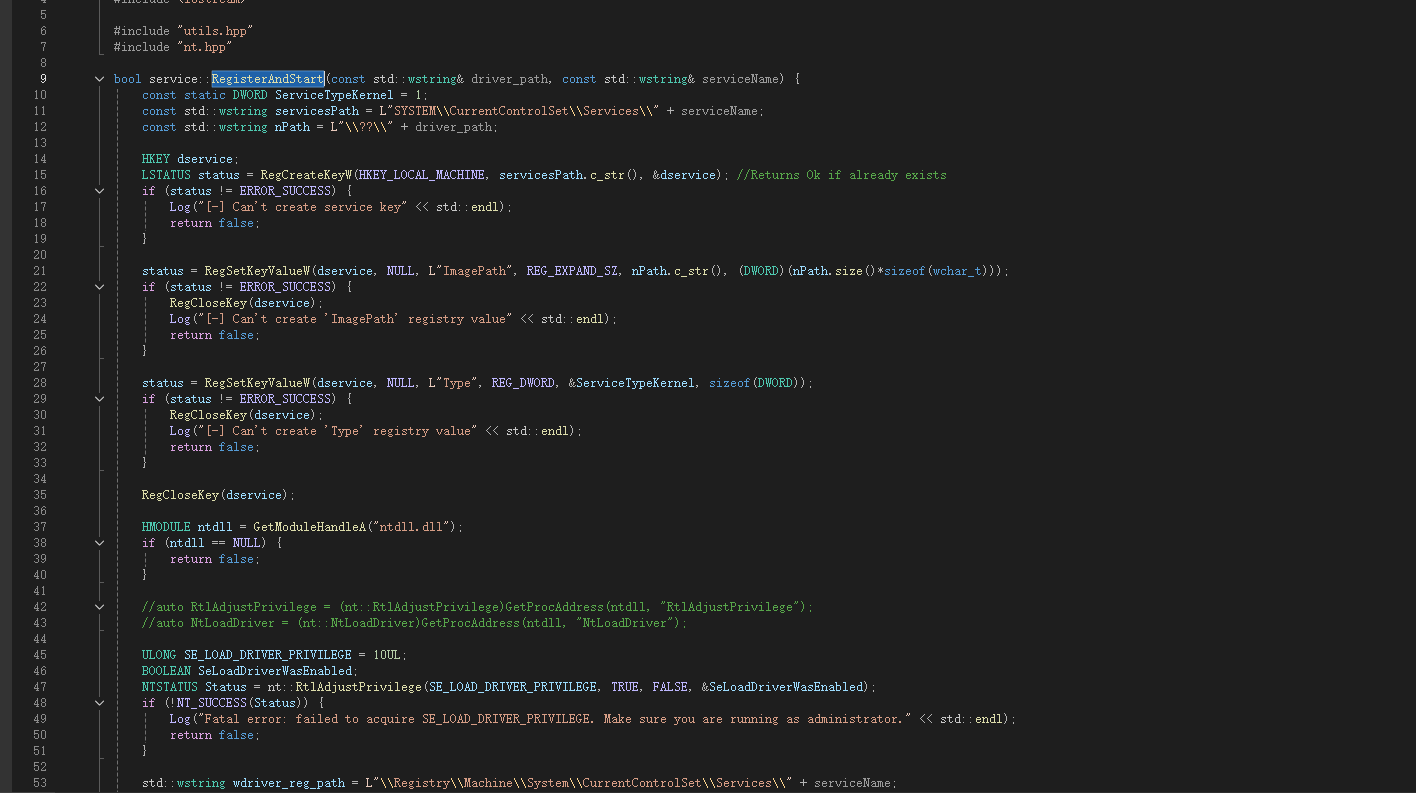 4 #include <iostream>
5
6 #include "utils.hpp"
7 #include "nt.hpp"
8
9 bool service::RegisterAndStart(const std::wstring& driver_path, const std::wstring& serviceName) {
10 const static DWORD ServiceTypeKernel = 1;
11 const std::wstring servicesPath = L"SYSTEM\\CurrentControlSet\\Services\\" + serviceName;
12 const std::wstring nPath = L"\\??\\" + driver_path;
13
14 HKEY dservice;
15 LSTATUS status = RegCreateKeyW(HKEY_LOCAL_MACHINE, servicesPath.c_str(), &dservice); //Returns Ok if already exists
16 if (status != ERROR_SUCCESS) {
17 Log("[-] Can't create service key" << std::endl);
18 return false;
19 }
20
21 status = RegSetKeyValueW(dservice, NULL, L"ImagePath", REG_EXPAND_SZ, nPath.c_str(), (DWORD)(nPath.size()*sizeof(wchar_t)));
22 if (status != ERROR_SUCCESS) {
23 RegCloseKey(dservice);
24 Log("[-] Can't create 'ImagePath' registry value" << std::endl);
25 return false;
26 }
27
28 status = RegSetKeyValueW(dservice, NULL, L"Type", REG_DWORD, &ServiceTypeKernel, sizeof(DWORD));
29 if (status != ERROR_SUCCESS) {
30 RegCloseKey(dservice);
31 Log("[-] Can't create 'Type' registry value" << std::endl);
32 return false;
33 }
34
35 RegCloseKey(dservice);
36
37 HMODULE ntdll = GetModuleHandleA("ntdll.dll");
38 if (ntdll == NULL) {
39 return false;
40 }
41
42 //auto RtlAdjustPrivilege = (nt::RtlAdjustPrivilege)GetProcAddress(ntdll, "RtlAdjustPrivilege");
43 //auto NtLoadDriver = (nt::NtLoadDriver)GetProcAddress(ntdll, "NtLoadDriver");
44
45 ULONG SE_LOAD_DRIVER_PRIVILEGE = 10UL;
46 BOOLEAN SeLoadDriverWasEnabled;
47 NTSTATUS Status = nt::RtlAdjustPrivilege(SE_LOAD_DRIVER_PRIVILEGE, TRUE, FALSE, &SeLoadDriverWasEnabled);
48 if (!NT_SUCCESS(Status)) {
49 Log("Fatal error: failed to acquire SE_LOAD_DRIVER_PRIVILEGE. Make sure you are running as administrator." << std::endl);
50 return false;
51 }
52
53 std::wstring wdriver_reg_path = L"\\Registry\\Machine\\System\\CurrentControlSet\\Services\\" + serviceName;